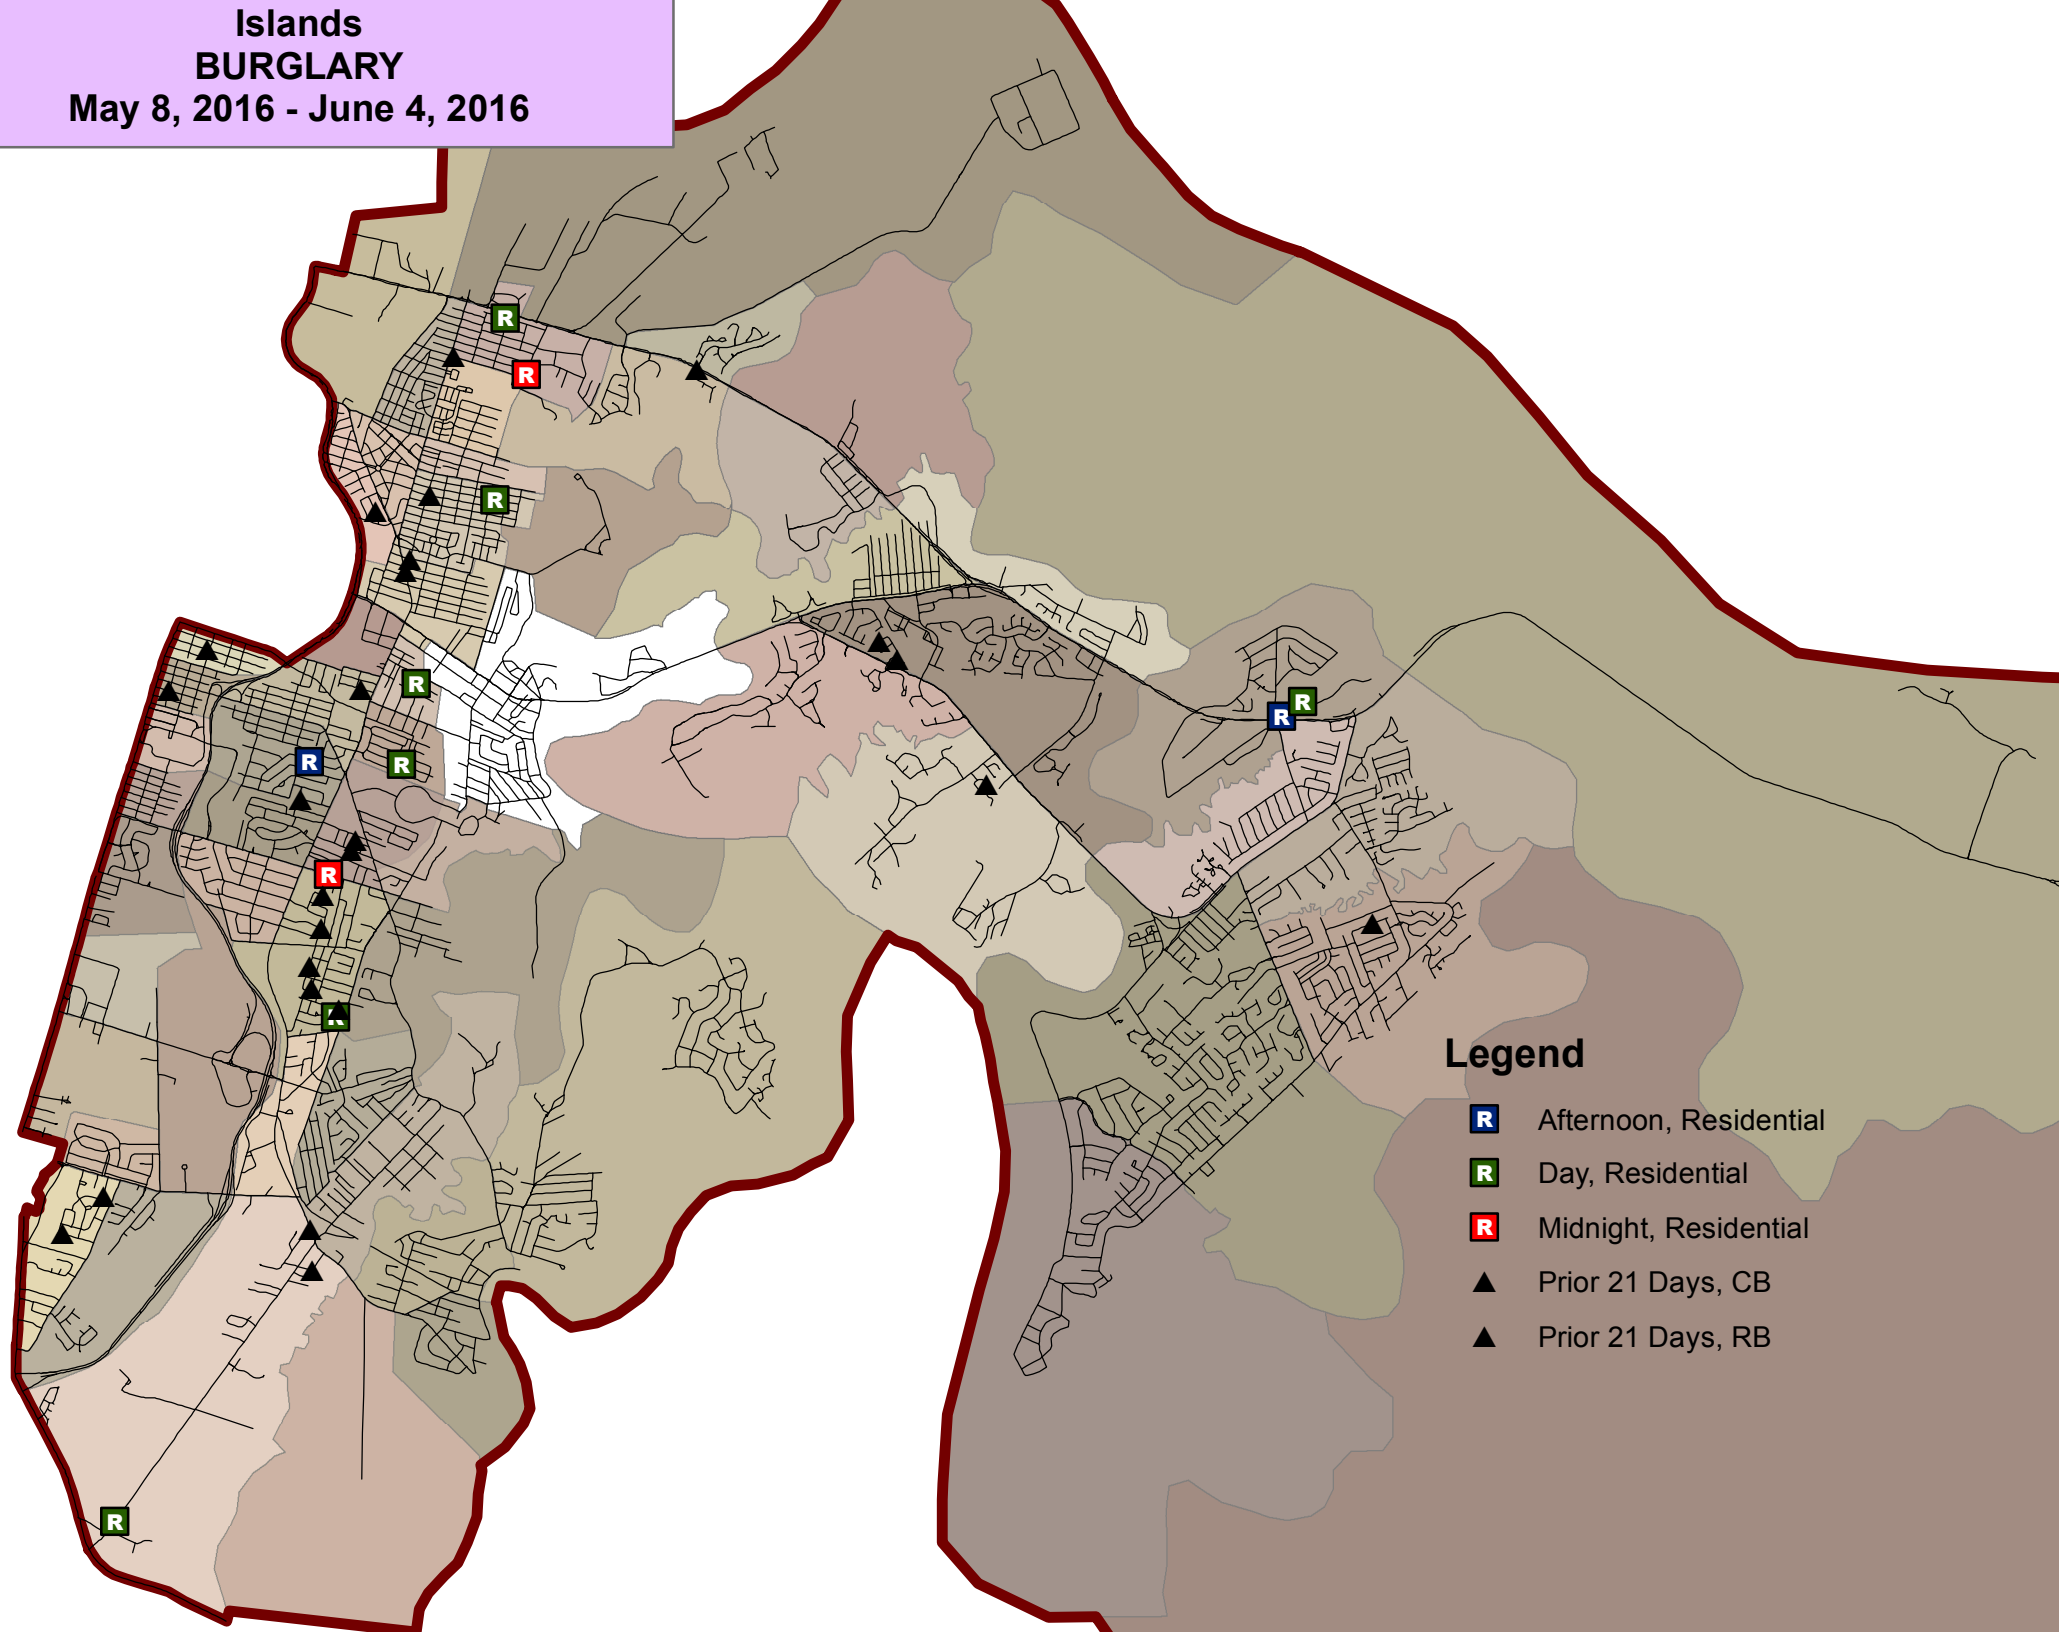 Islands
BURGLARY
May 8, 2016 - June 4, 2016
R
R
R
R
R
R
R
R
R
R
R
Legend
R Afternoon, Residential
R Day, Residential
R Midnight, Residential
Prior 21 Days, CB
Prior 21 Days, RB